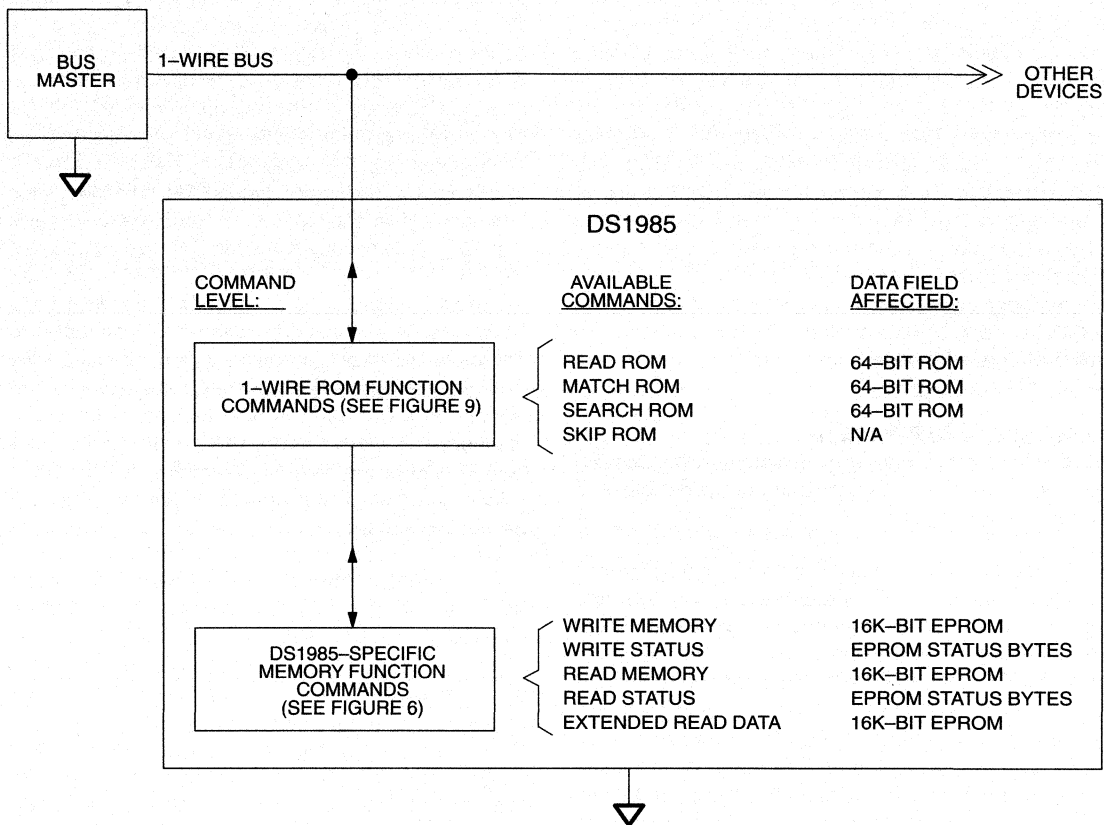 BUS
MASTER
1–WIRE BUS
OTHER
DEVICES
DS1985
COMMAND
LEVEL:
AVAILABLE
COMMANDS:
DATA FIELD
AFFECTED:
1–WIRE ROM FUNCTION
COMMANDS (SEE FIGURE 9)
READ ROM 64–BIT ROM
MATCH ROM 64–BIT ROM
SEARCH ROM 64–BIT ROM
SKIP ROM N/A
DS1985–SPECIFIC
MEMORY FUNCTION
COMMANDS
(SEE FIGURE 6)
WRITE MEMORY 16K–BIT EPROM
WRITE STATUS EPROM STATUS BYTES
READ MEMORY 16K–BIT EPROM
READ STATUS EPROM STATUS BYTES
EXTENDED READ DATA 16K–BIT EPROM